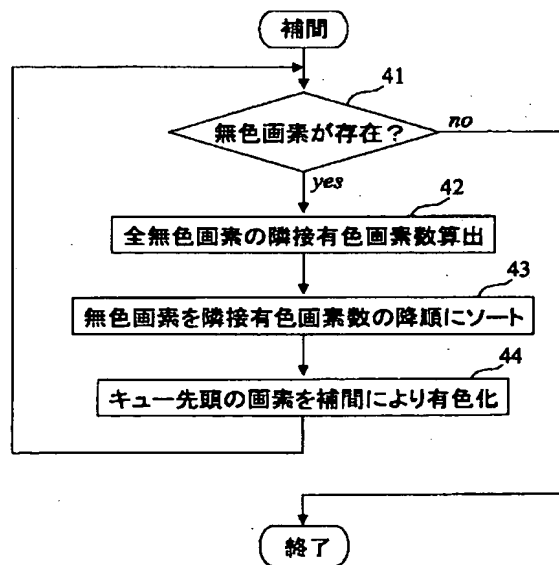 補間
41
無色画素が存在？
no
yes
42
全無色画素の隣接有色画素数算出
43
無色画素を隣接有色画素数の降順にソート
44
キュー先頭の画素を補間により有色化
終了